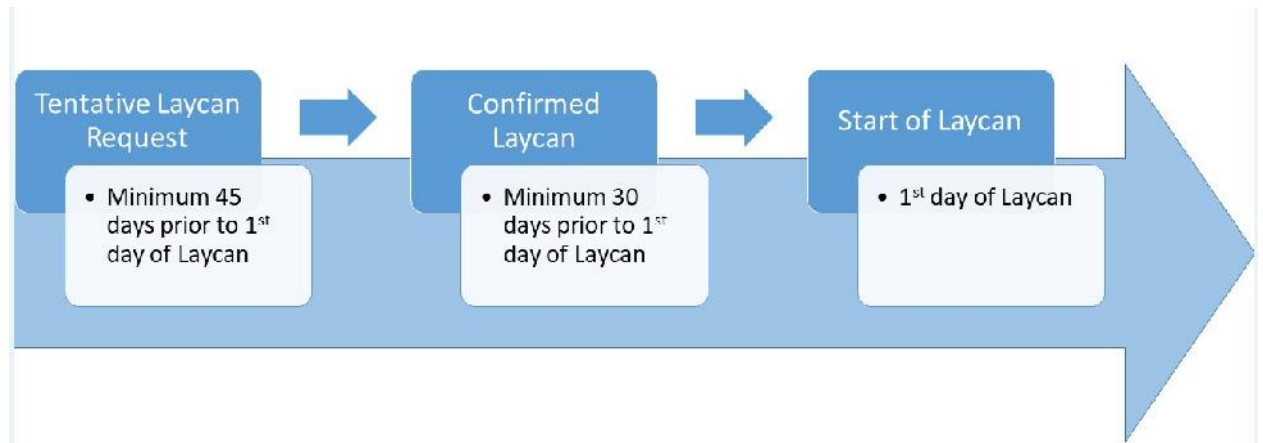 Tentative Laycan
Request
• Minimum 45
days prior to 1st
day of Laycan
Confirmed
Laycan
• Minimum 30
days prior to 1st
day of Laycan
Start of Laycan
• 1st day of Laycan